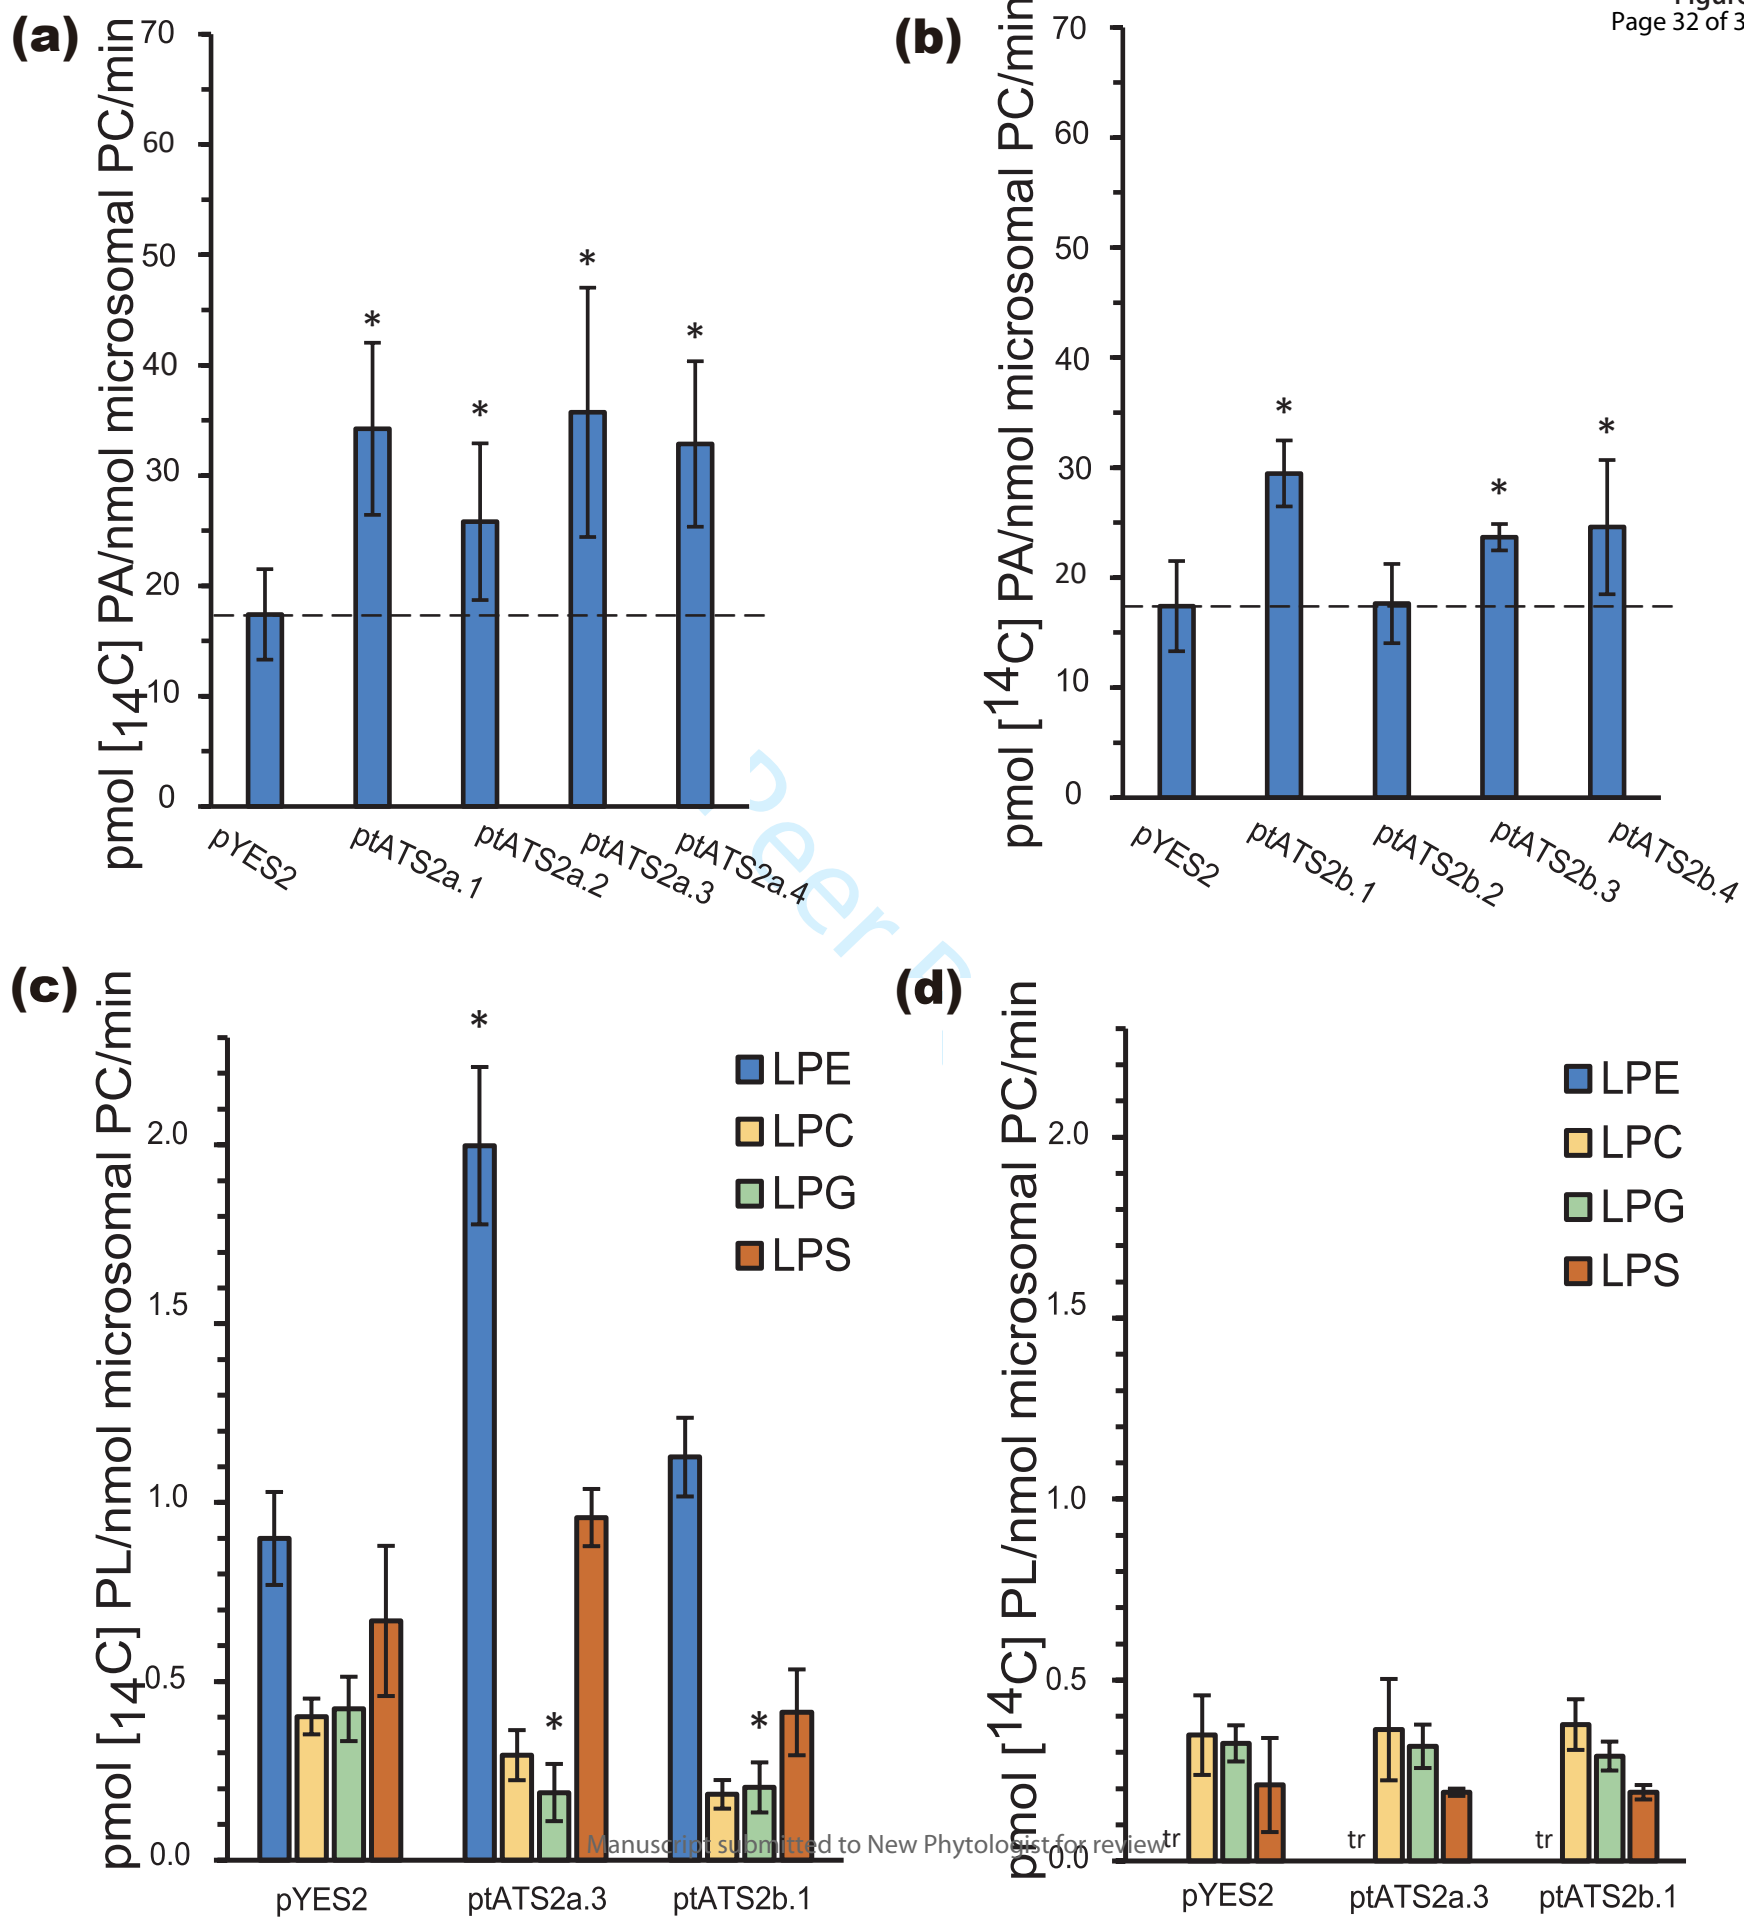 Page 32 of 3
(a)
pmol [14C] PA/nmol microsomal PC/min
70
60
50
40
30
20
10
0
*
*
*
*
pYES2
ptATS2a.1
ptATS2a.2
ptATS2a.3
ptATS2a.4
(b)
pmol [14C] PA/nmol microsomal PC/min
70
60
50
40
30
20
10
0
*
*
*
pYES2
ptATS2b.1
ptATS2b.2
ptATS2b.3
ptATS2b.4
Peer
(c)
pmol [14C] PL/nmol microsomal PC/min
2.0
1.5
1.0
0.5
0.0
*
*
*
LPE
LPC
LPG
LPS
pYES2
ptATS2a.3
ptATS2b.1
(d)
pmol [14C] PL/nmol microsomal PC/min
2.0
1.5
1.0
0.5
0.0
LPE
LPC
LPG
LPS
tr
tr
tr
pYES2
ptATS2a.3
ptATS2b.1
Manuscript submitted to New Phytologist for review